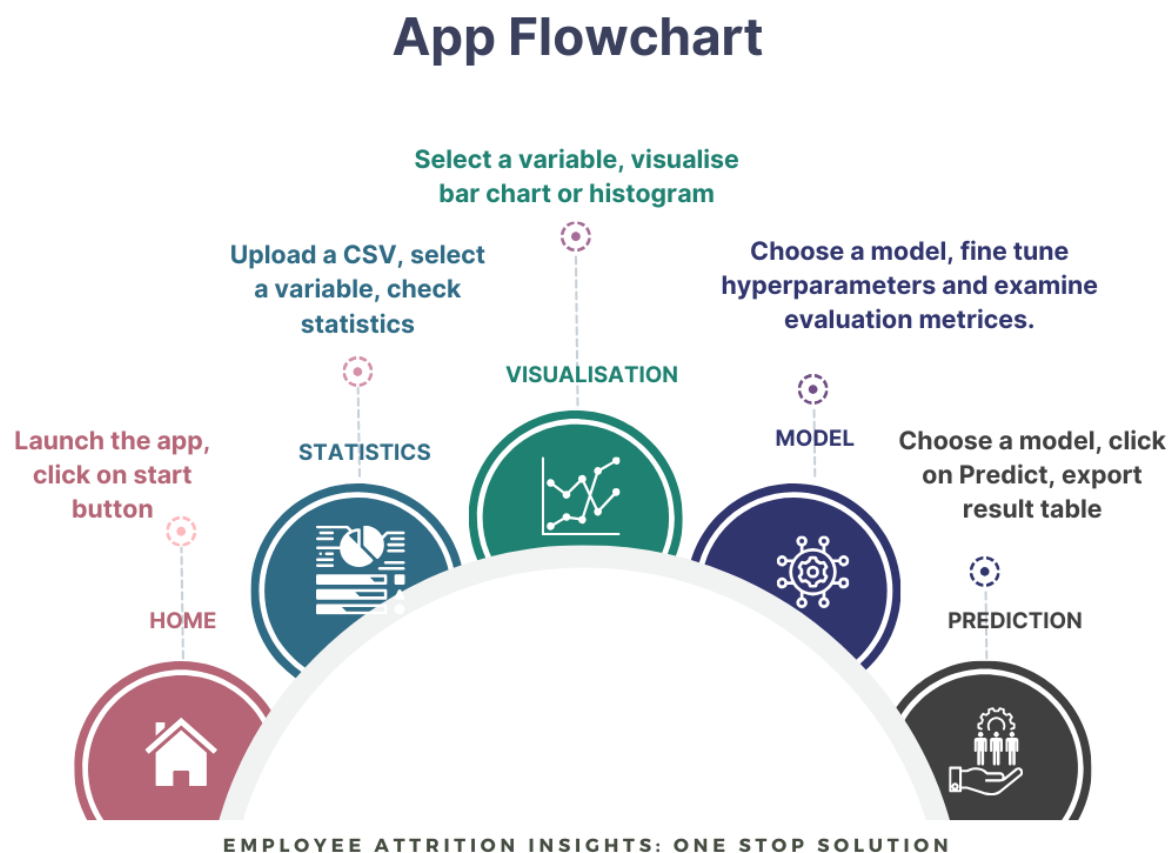 App Flowchart
Select a variable, visualise
bar chart or histogram
Upload a CSV, select
a variable, check
statistics
Choose a model, fine tune
hyperparameters and examine
evaluation metrices.
VISUALISATION
Launch the app,
click on start
button
STATISTICS
MODEL
Choose a model, click
on Predict, export
result table
HOME
PREDICTION
EMPLOYEE ATTRITION INSIGHTS: ONE STOP SOLUTION